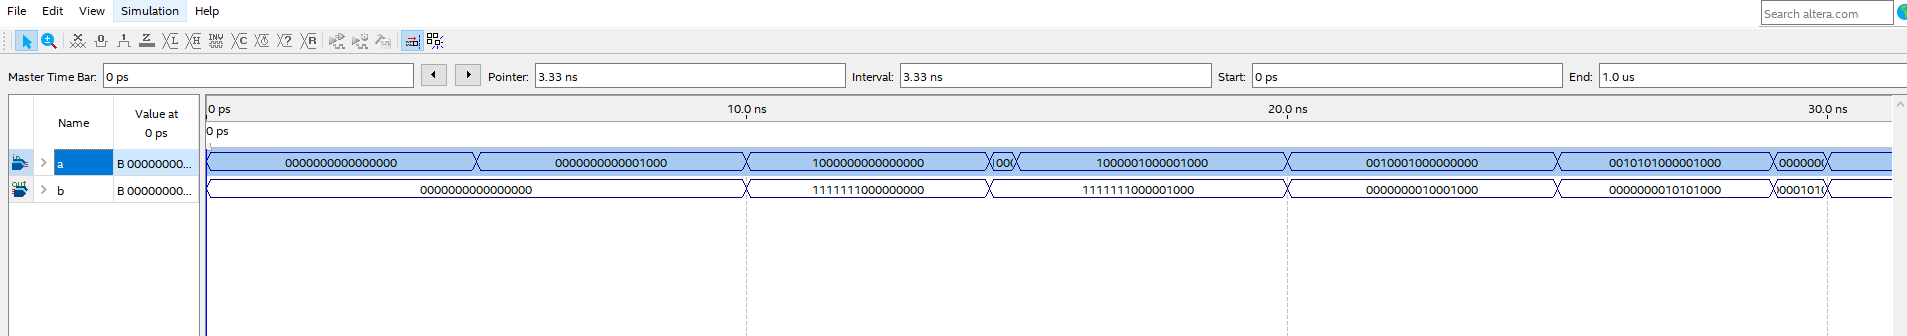 File Edit View Simulation Help
Search altera.com
Master Time Bar: 0 ps Pointer: 3.33 ns Interval: 3.33 ns Start: 0 ps End: 1.0 us
Name Value at 0 ps
0 ps 10.0 ns 20.0 ns 30.0 ns
0 ps
a B 00000000... 0000000000000000 0000000000001000 1000000000000000 1000001000001000 0010001000000000 0010101000001000
b B 00000000... 0000000000000000 1111111000000000 1111111000001000 0000000010001000 0000000010101000